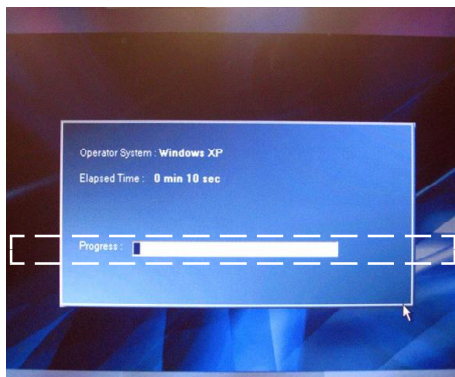 Operator System : Windows XP
Elapsed Time : 0 min 10 sec
Progress :